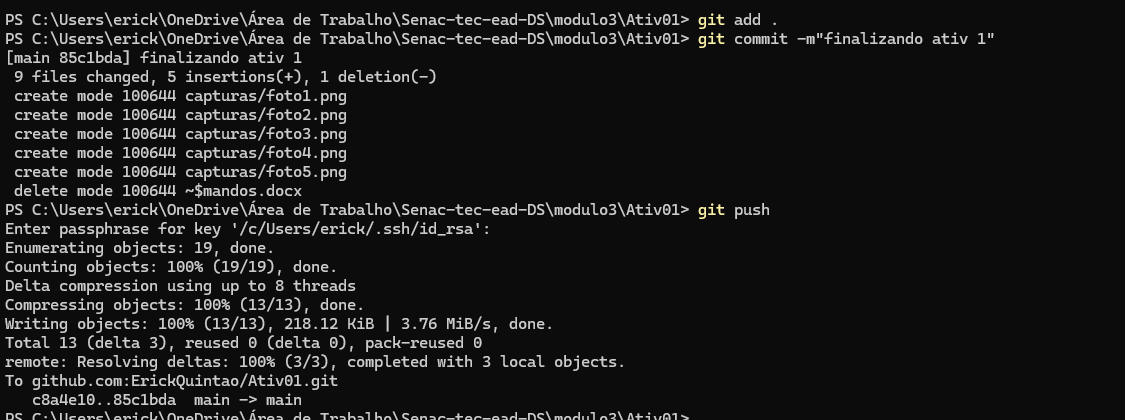 PS C:\Users\erick\OneDrive\Área de Trabalho\Senac-tec-ead-DS\modulo3\Ativ01> git add .
PS C:\Users\erick\OneDrive\Área de Trabalho\Senac-tec-ead-DS\modulo3\Ativ01> git commit -m"finalizando ativ 1"
[main 85c1bda] finalizando ativ 1
 9 files changed, 5 insertions(+), 1 deletion(-)
 create mode 100644 capturas/foto1.png
 create mode 100644 capturas/foto2.png
 create mode 100644 capturas/foto3.png
 create mode 100644 capturas/foto4.png
 create mode 100644 capturas/foto5.png
 delete mode 100644 ~$mandos.docx
PS C:\Users\erick\OneDrive\Área de Trabalho\Senac-tec-ead-DS\modulo3\Ativ01> git push
Enter passphrase for key '/c/Users/erick/.ssh/id_rsa':
Enumerating objects: 19, done.
Counting objects: 100% (19/19), done.
Delta compression using up to 8 threads
Compressing objects: 100% (13/13), done.
Writing objects: 100% (13/13), 218.12 KiB | 3.76 MiB/s, done.
Total 13 (delta 3), reused 0 (delta 0), pack-reused 0
remote: Resolving deltas: 100% (3/3), completed with 3 local objects.
To github.com:ErickQuintao/Ativ01.git
   c8a4e10..85c1bda  main -> main
PS C:\Users\erick\OneDrive\Área de Trabalho\Senac-tec-ead-DS\modulo3\Ativ01>